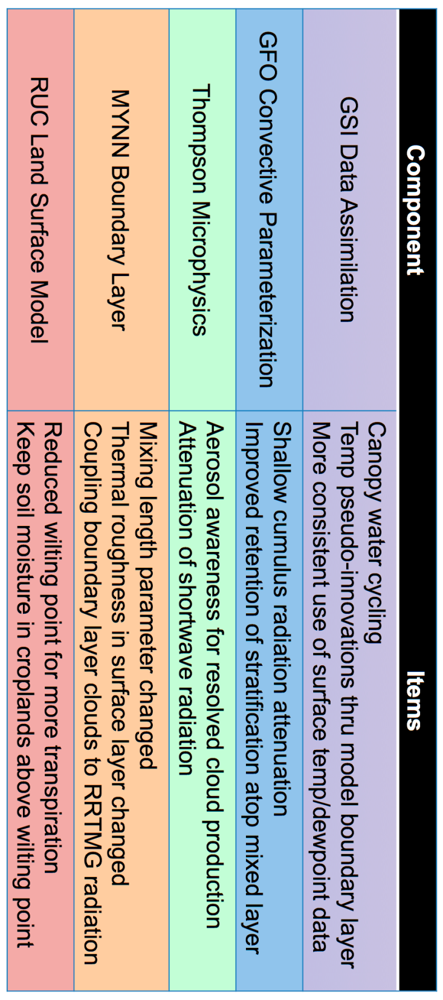 Component
Items
GSI Data Assimilation
Canopy water cycling
Temp pseudo-innovations thru model boundary layer
More consistent use of surface temp/dewpoint data
GFO Convective Parameterization
Shallow cumulus radiation attenuation
Improved retention of stratification atop mixed layer
Thompson Microphysics
Aerosol awareness for resolved cloud production
Attenuation of shortwave radiation
MYNN Boundary Layer
Mixing length parameter changed
Thermal roughness in surface layer changed
Coupling boundary layer clouds to RRTMG radiation
RUC Land Surface Model
Reduced wilting point for more transpiration
Keep soil moisture in croplands above wilting point